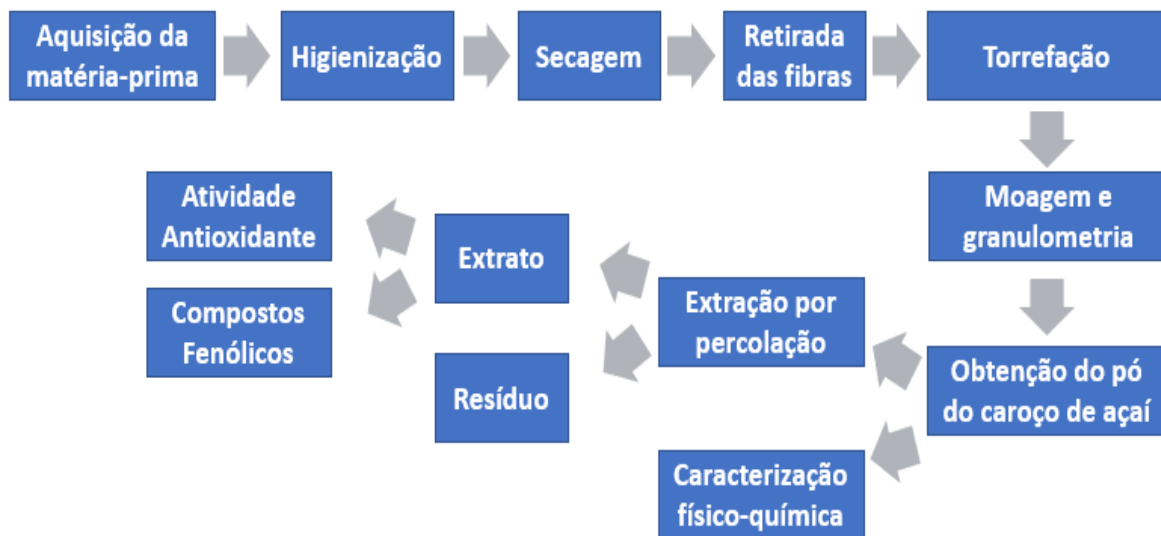 Aquisição da
matéria-prima
Higienização
Secagem
Retirada
das fibras
Torrefação
Moagem e
granulometria
Obtenção do pó
do caroço de açaí
Extração por
percolação
Caracterização
físico-química
Extrato
Resíduo
Atividade
Antioxidante
Compostos
Fenólicos